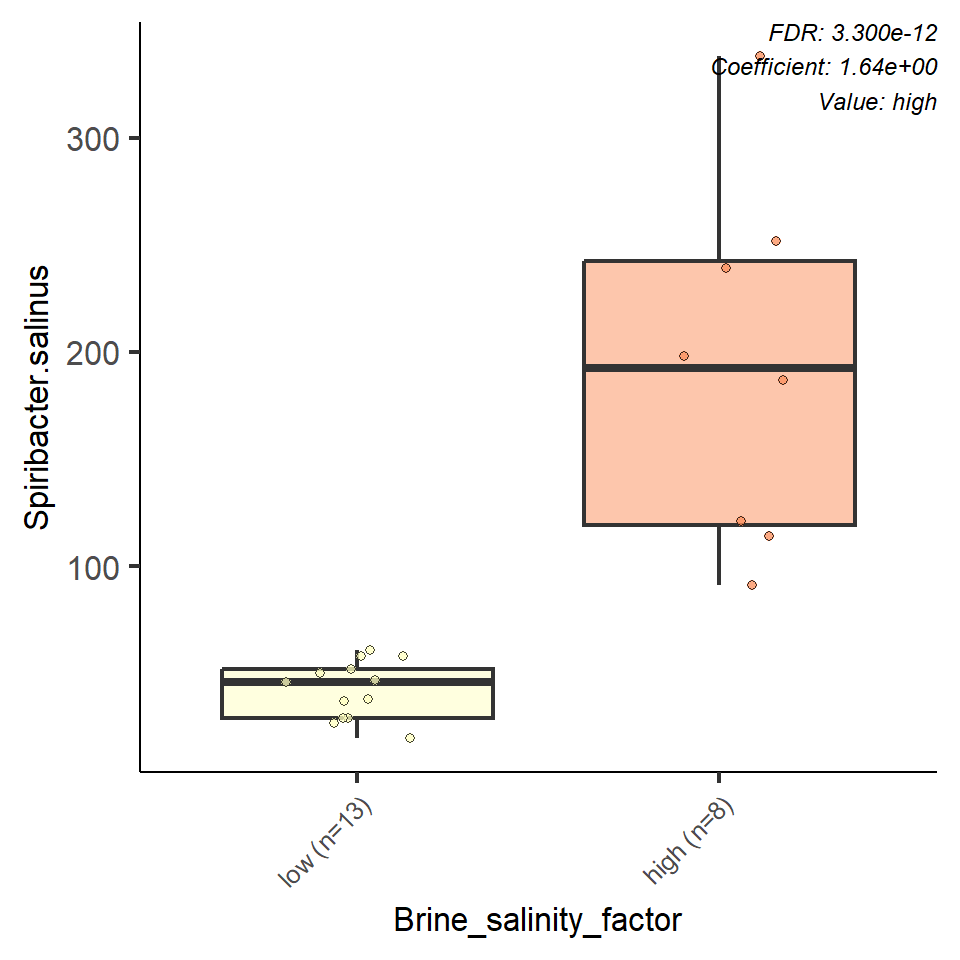 FDR: 3.300e-12
Coefficient: 1.64e+00
Value: high
300
200
100
Spiribacter.salinus
low (n=13)
high (n=8)
Brine_salinity_factor